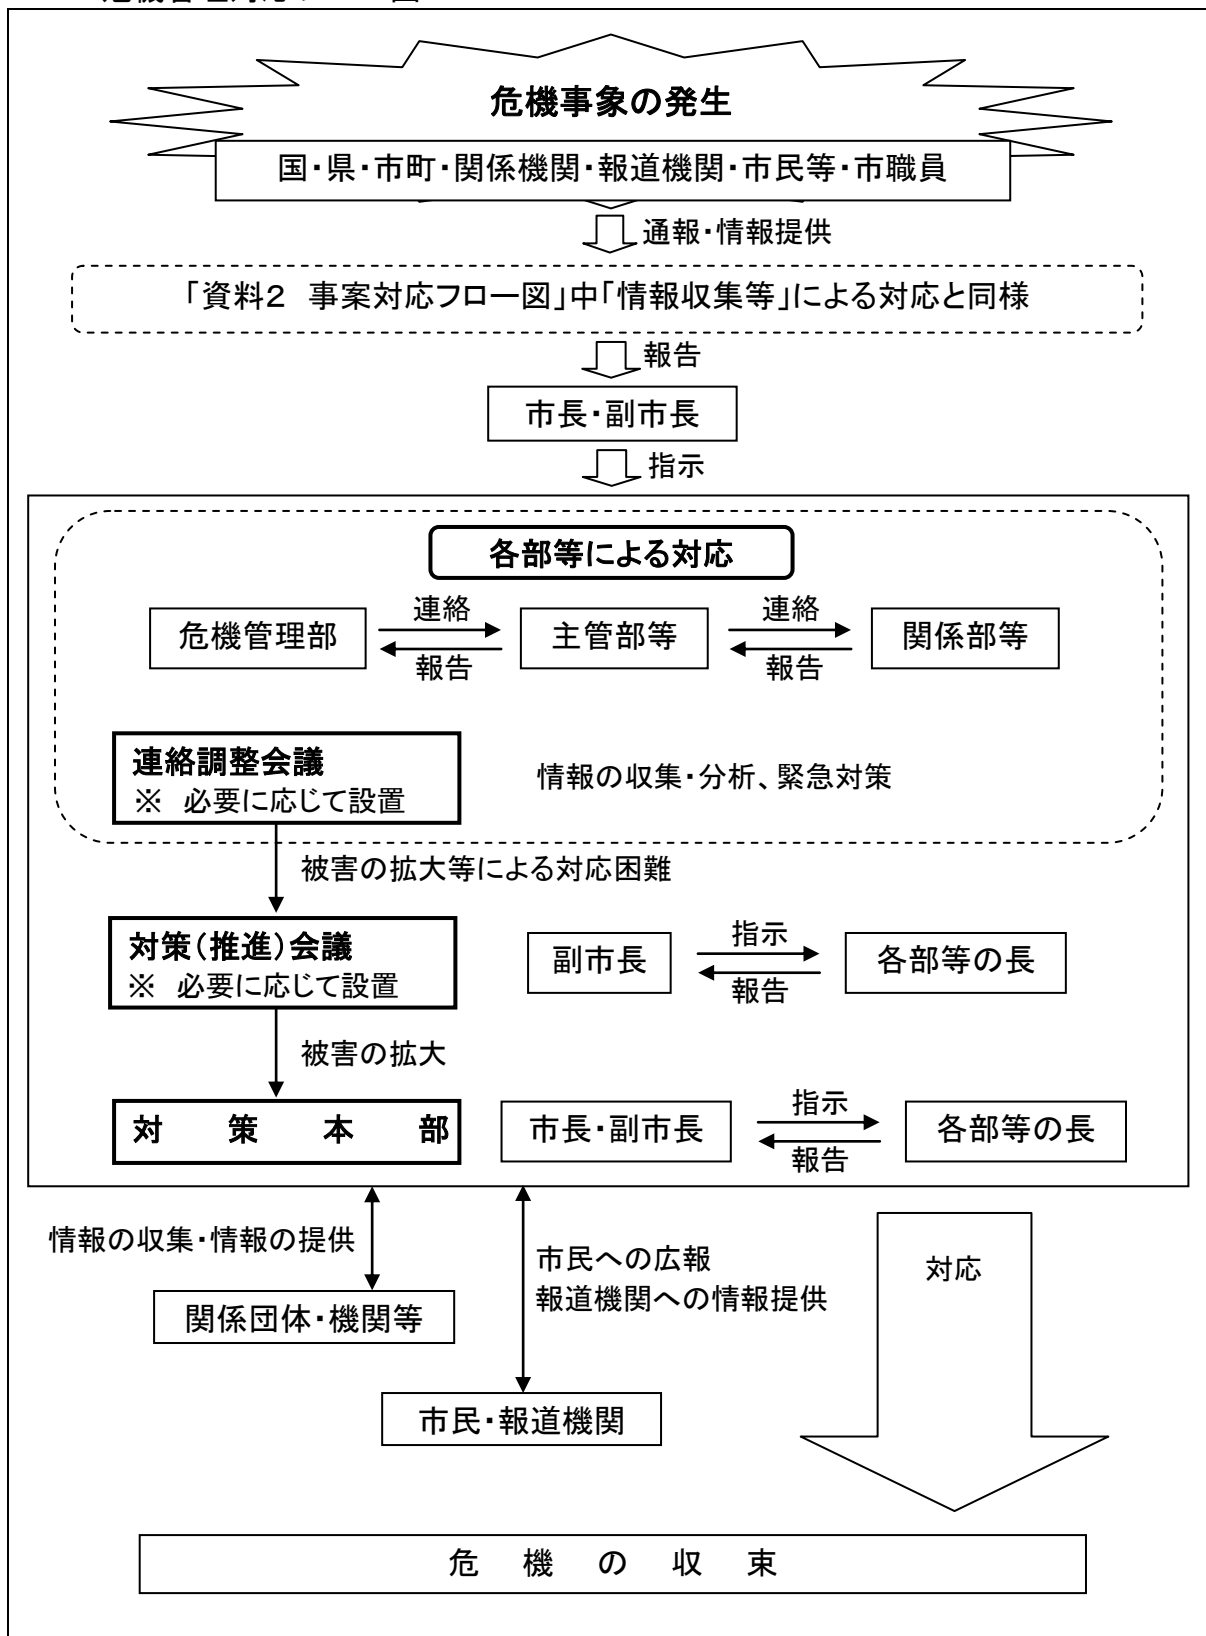 危機事象の発生
国・県・市町・関係機関・報道機関・市民等・市職員
通報・情報提供
「資料２　事案対応フロー図」中「情報収集等」による対応と同様
報告
市長・副市長
指示
各部等による対応
危機管理部
連絡
報告
主管部等
連絡
報告
関係部等
連絡調整会議
※　必要に応じて設置
情報の収集・分析、緊急対策
被害の拡大等による対応困難
対策（推進）会議
※　必要に応じて設置
副市長
指示
報告
各部等の長
被害の拡大
対　策　本　部
市長・副市長
指示
報告
各部等の長
情報の収集・情報の提供
関係団体・機関等
市民への広報
報道機関への情報提供
市民・報道機関
対応
危　機　の　収　束